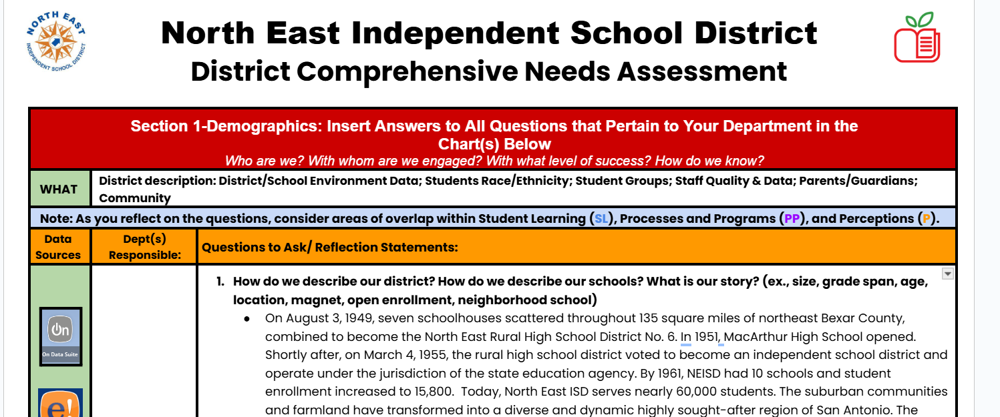 NORTH EAST
INDEPENDENT SCHOOL DISTRICT
North East Independent School District
District Comprehensive Needs Assessment
Section 1-Demographics: Insert Answers to All Questions that Pertain to Your Department in the
Chart(s) Below
Who are we? With whom are we engaged? With what level of success? How do we know?
WHAT
District description: District/School Environment Data; Students Race/Ethnicity; Student Groups; Staff Quality & Data; Parents/Guardians;
Community
Note: As you reflect on the questions, consider areas of overlap within Student Learning (SL), Processes and Programs (PP), and Perceptions (P).
Data
Sources
Dept(s)
Responsible:
Questions to Ask/ Reflection Statements:
1. How do we describe our district? How do we describe our schools? What is our story? (ex., size, grade span, age,
location, magnet, open enrollment, neighborhood school)
● On August 3, 1949, seven schoolhouses scattered throughout 135 square miles of northeast Bexar County,
combined to become the North East Rural High School District No. 6. In 1951, MacArthur High School opened.
Shortly after, on March 4, 1955, the rural high school district voted to become an independent school district and
operate under the jurisdiction of the state education agency. By 1961, NEISD had 10 schools and student
enrollment increased to 15,800. Today, North East ISD serves nearly 60,000 students. The suburban communities
and farmland have transformed into a diverse and dynamic highly sought-after region of San Antonio. The
On
On Data Suite
e!